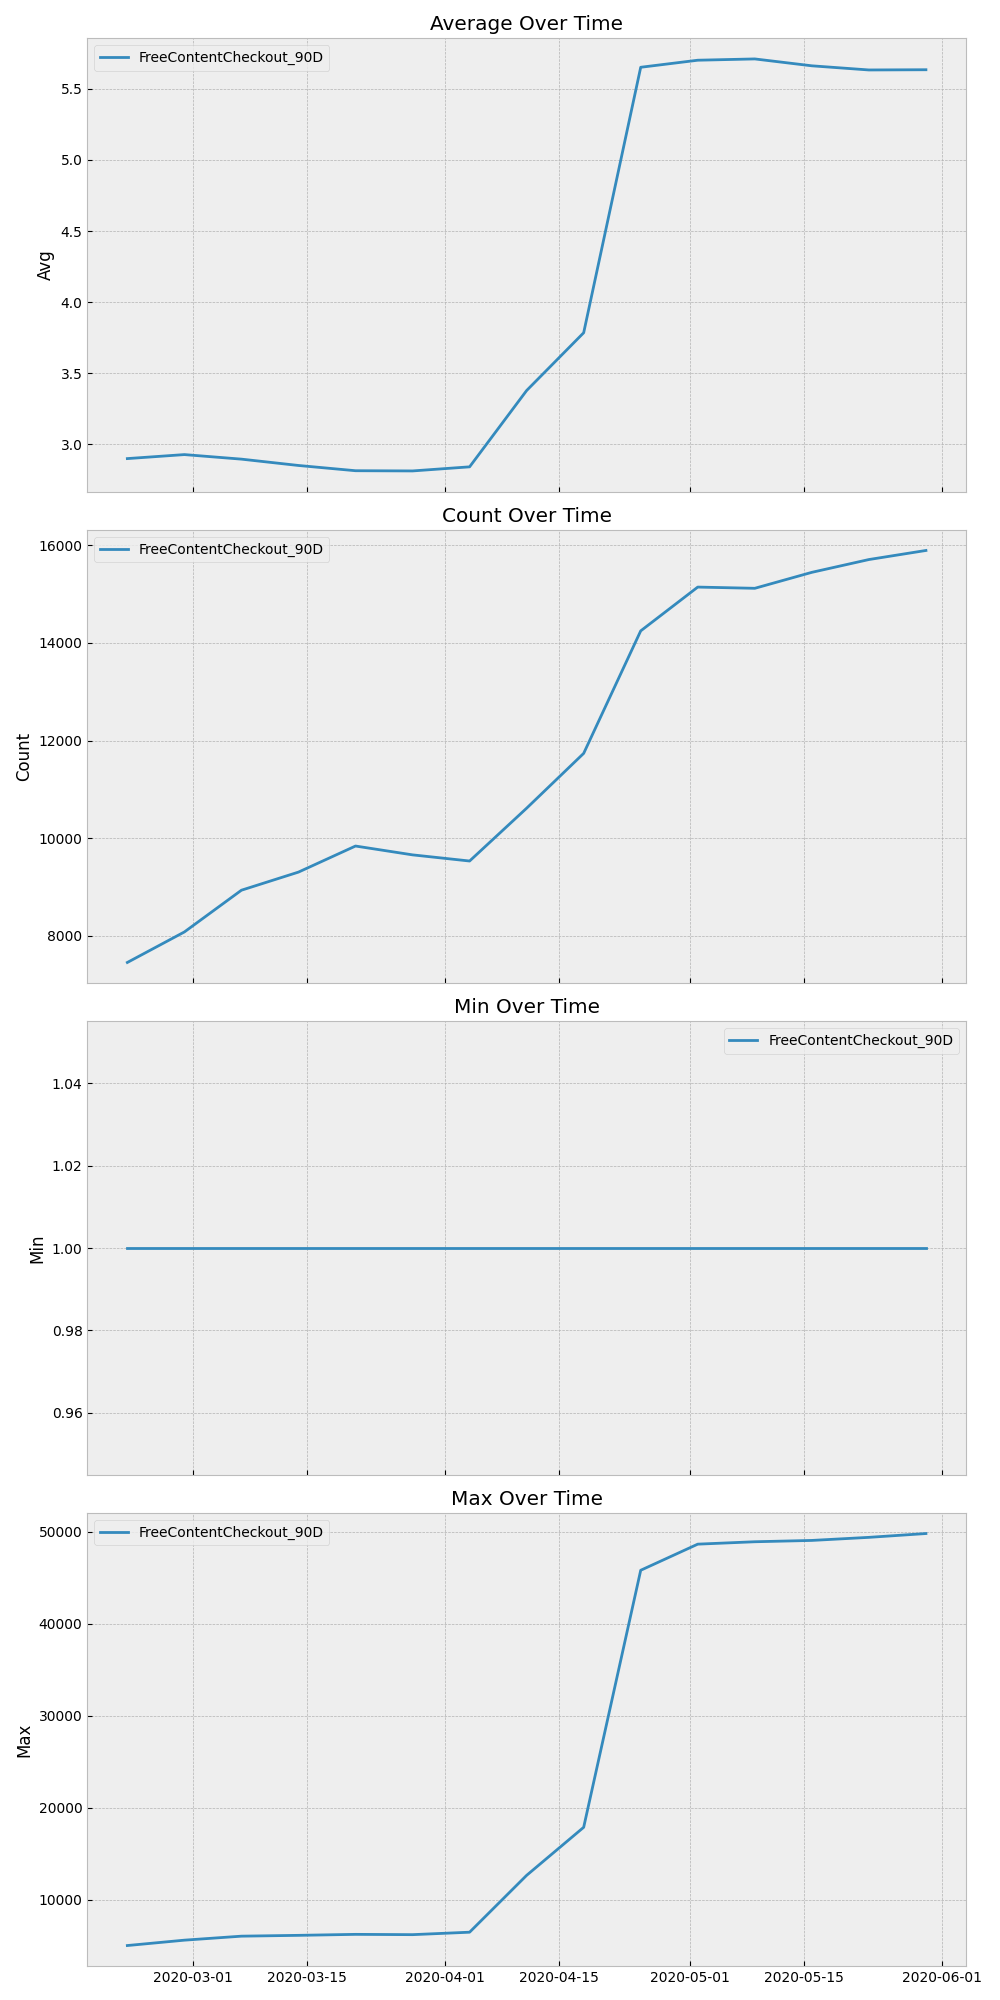 Average Over Time
FreeContentCheckout_90D
5.5
5.0
4.5
4.0
3.5
3.0
Avg
Count Over Time
FreeContentCheckout_90D
16000
14000
12000
10000
8000
Count
Min Over Time
FreeContentCheckout_90D
1.04
1.02
1.00
0.98
0.96
Min
Max Over Time
FreeContentCheckout_90D
50000
40000
30000
20000
10000
Max
2020-03-01 2020-03-15 2020-04-01 2020-04-15 2020-05-01 2020-05-15 2020-06-01